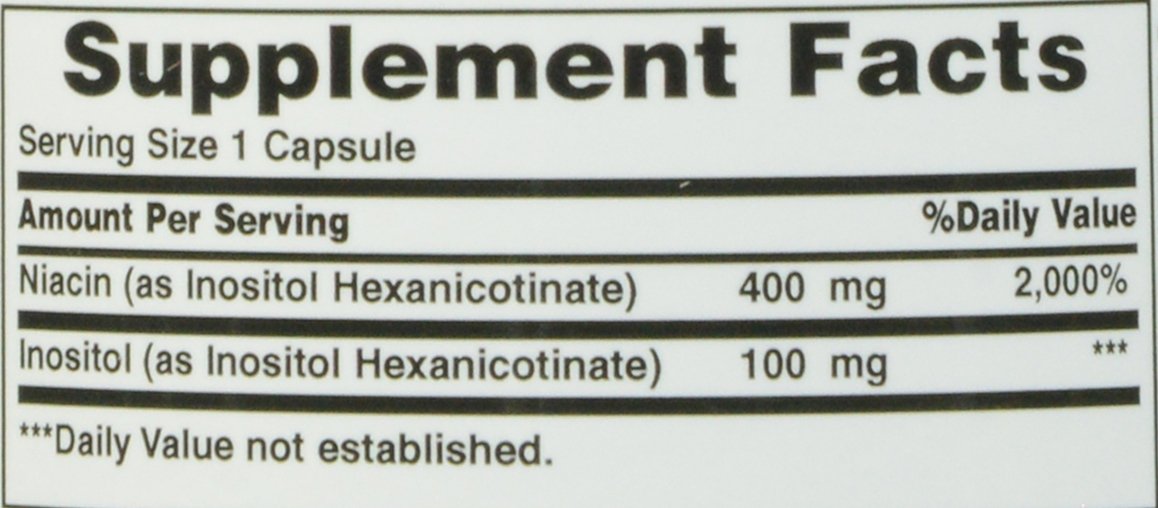 Supplement Facts
Serving Size 1 Capsule
Amount Per Serving %Daily Value
Niacin (as Inositol Hexanicotinate) 400 mg 2,000%
Inositol (as Inositol Hexanicotinate) 100 mg ***
***Daily Value not established.